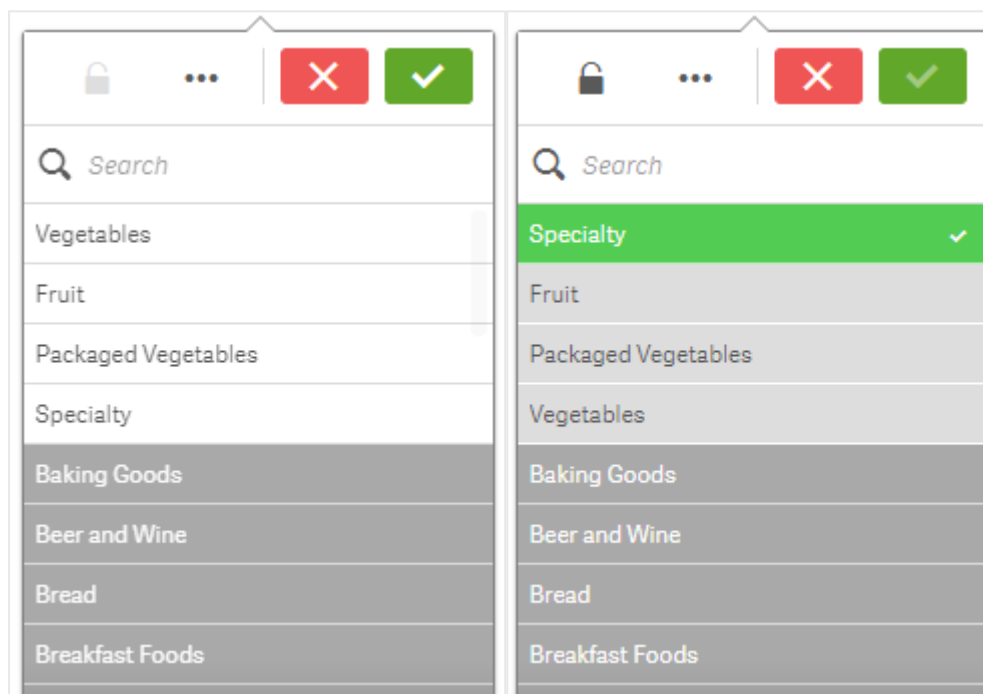 Search
Vegetables
Fruit
Packaged Vegetables
Specialty
Baking Goods
Beer and Wine
Bread
Breakfast Foods
Search
Specialty
Fruit
Packaged Vegetables
Vegetables
Baking Goods
Beer and Wine
Bread
Breakfast Foods